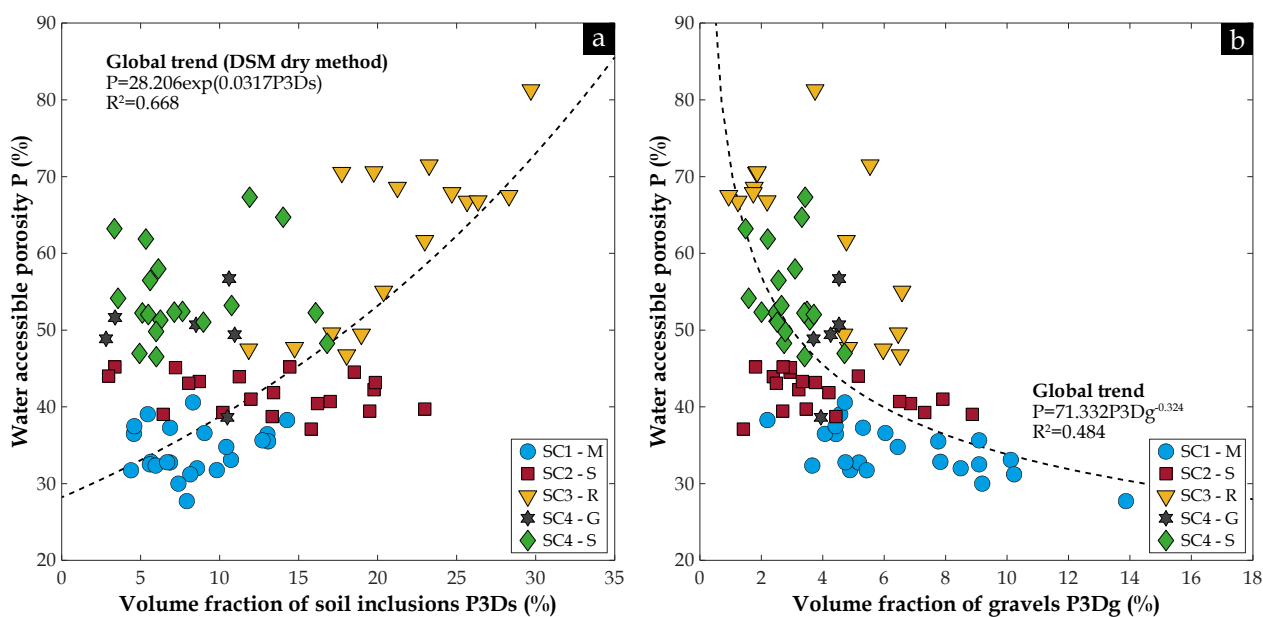 90
80
70
60
50
40
30
20
0
5
10
15
20
25
30
35
Water accessible porosity P (%)
Volume fraction of soil inclusions P3Ds (%)
a
Global trend (DSM dry method)
P=28.206exp(0.0317P3Ds)
R²=0.668
SC1 - M
SC2 - S
SC3 - R
SC4 - G
SC4 - S
90
80
70
60
50
40
30
20
0
2
4
6
8
10
12
14
16
18
Water accessible porosity P (%)
Volume fraction of gravels P3Dg (%)
b
Global trend
P=71.332P3Dg⁻⁰·³²⁴
R²=0.484
SC1 - M
SC2 - S
SC3 - R
SC4 - G
SC4 - S